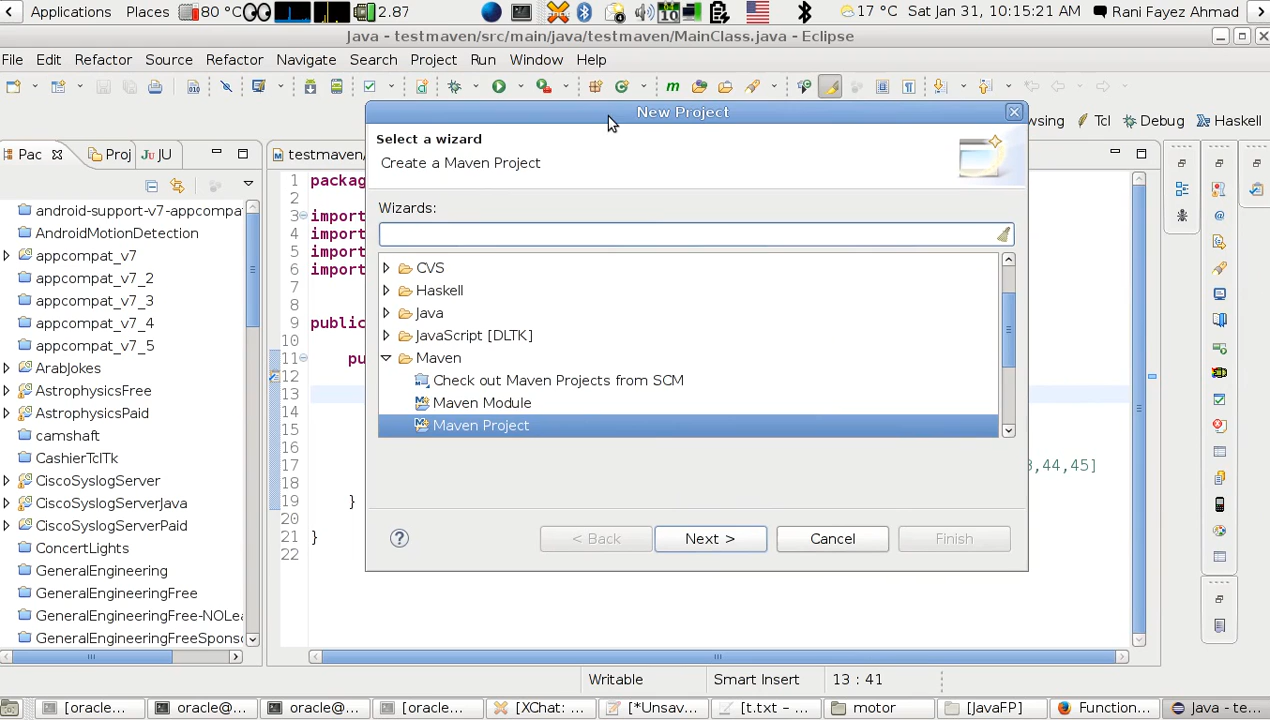 Applications Places 80 °C 2.87 10 17 °C Sat Jan 31, 10:15:21 AM Rani Fayez Ahmad
Java - testmaven/src/main/java/testmaven/MainClass.java - Eclipse
File Edit Refactor Source Refactor Navigate Search Project Run Window Help
wsing Tcl Debug Haskell
Pac Proj JU testmaven/
New Project
Select a wizard
Create a Maven Project
Wizards:
CVS
Haskell
Java
JavaScript [DLTK]
Maven
Check out Maven Projects from SCM
Maven Module
Maven Project
< Back Next > Cancel Finish
android-support-v7-appcompat
AndroidMotionDetection
appcompat_v7
appcompat_v7_2
appcompat_v7_3
appcompat_v7_4
appcompat_v7_5
ArabJokes
AstrophysicsFree
AstrophysicsPaid
camshaft
CashierTclTk
CiscoSyslogServer
CiscoSyslogServerJava
CiscoSyslogServerPaid
ConcertLights
GeneralEngineering
GeneralEngineeringFree
GeneralEngineeringFree-NOLea
GeneralEngineeringFreeSponso
1 packag
2
3 import
4 import
5 import
6 import
7
8
9 public
10
11 pu
12
13
14
15
16
17 3,44,45]
18
19 }
20
21 }
22
Writable Smart Insert 13 : 41
[oracle... oracle@... oracle@... [oracle... [XChat: ... [*Unsav... [t.txt – ... motor [JavaFP] Function... Java - te...